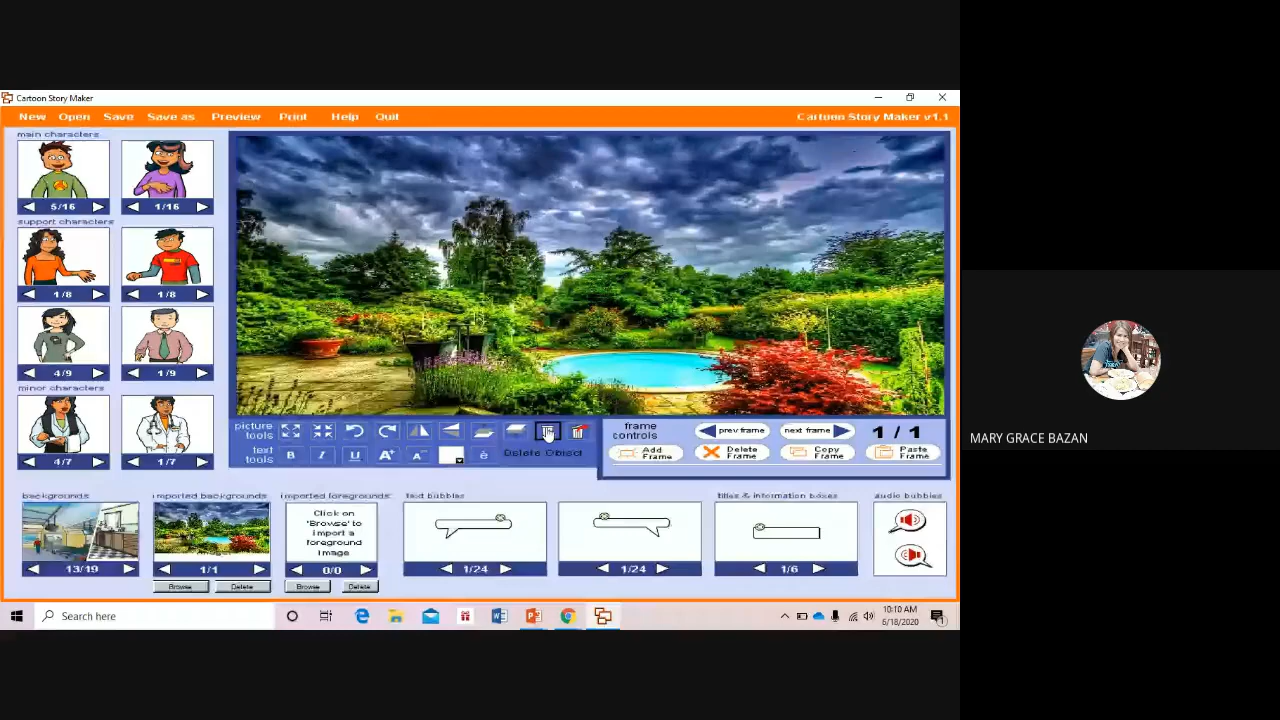 Cartoon Story Maker
New Open Save Save as Preview Print Help Quit Cartoon Story Maker v1.1
main characters
5/16 1/16
support characters
1/8 1/8
4/9 1/9
minor characters
4/7 1/7
picture tools
text tools
B I U A+ A- è Delete Object
frame controls
prev frame next frame 1 / 1
Add Frame Delete Frame Copy Frame Paste Frame
backgrounds imported backgrounds imported foregrounds text bubbles titles & information boxes audio bubbles
Click on 'Browse' to import a foreground image
13/19 1/1 0/0 1/24 1/24 1/6
Browse Delete Browse Delete
Search here
10:10 AM
6/18/2020
MARY GRACE BAZAN